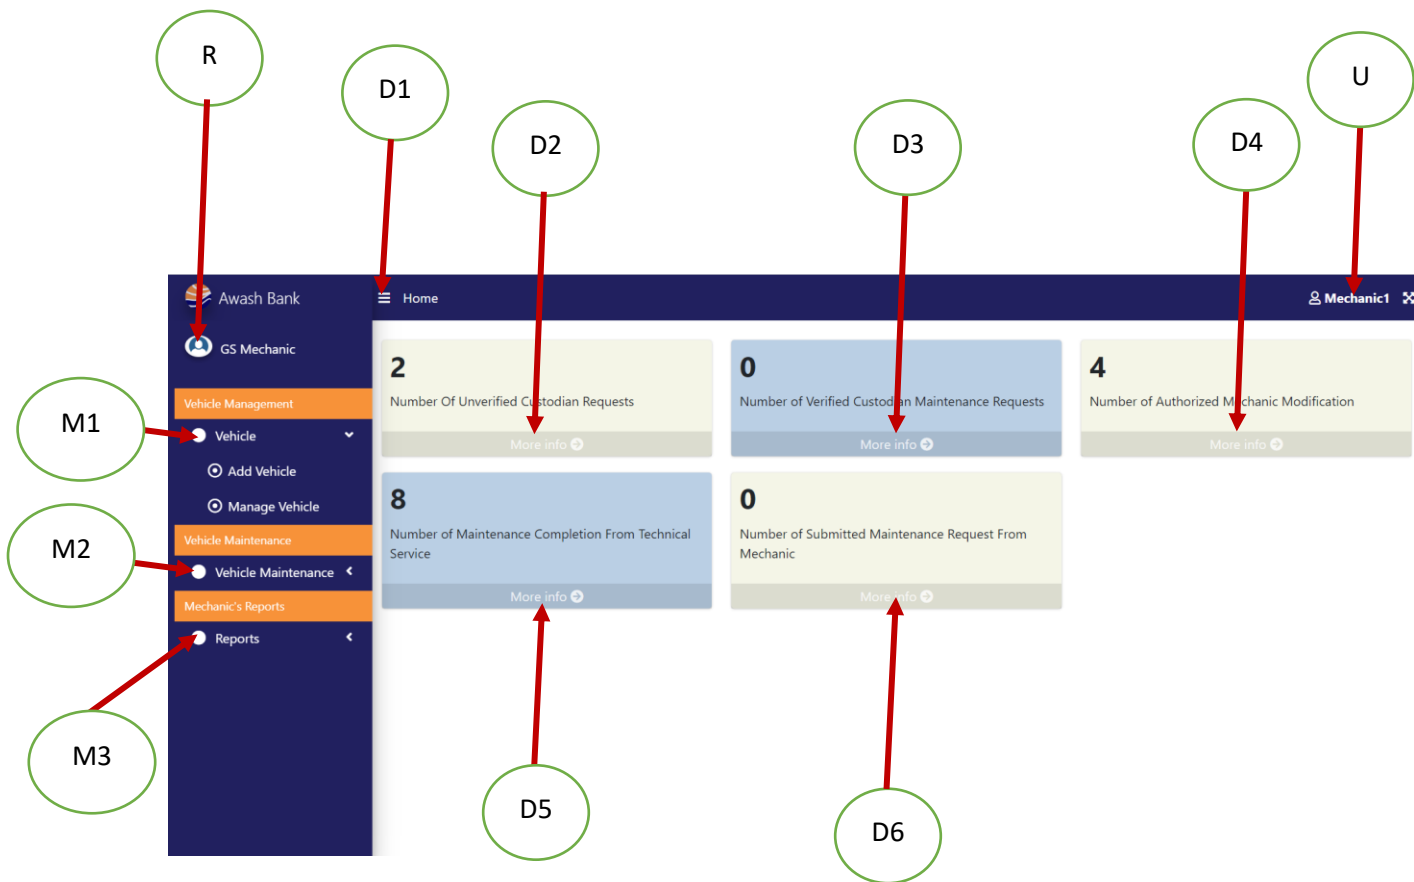 R
D1
U
D2
D3
D4
Awash Bank
Home
Mechanic1
GS Mechanic
2
Number Of Unverified Custodian Requests
More info
0
Number of Verified Custodian Maintenance Requests
More info
4
Number of Authorized Mechanic Modification
More info
M1
Vehicle Management
Vehicle
Add Vehicle
Manage Vehicle
M2
Vehicle Maintenance
Vehicle Maintenance
Mechanic's Reports
Reports
M3
8
Number of Maintenance Completion From Technical
Service
More info
0
Number of Submitted Maintenance Request From
Mechanic
More info
D5
D6